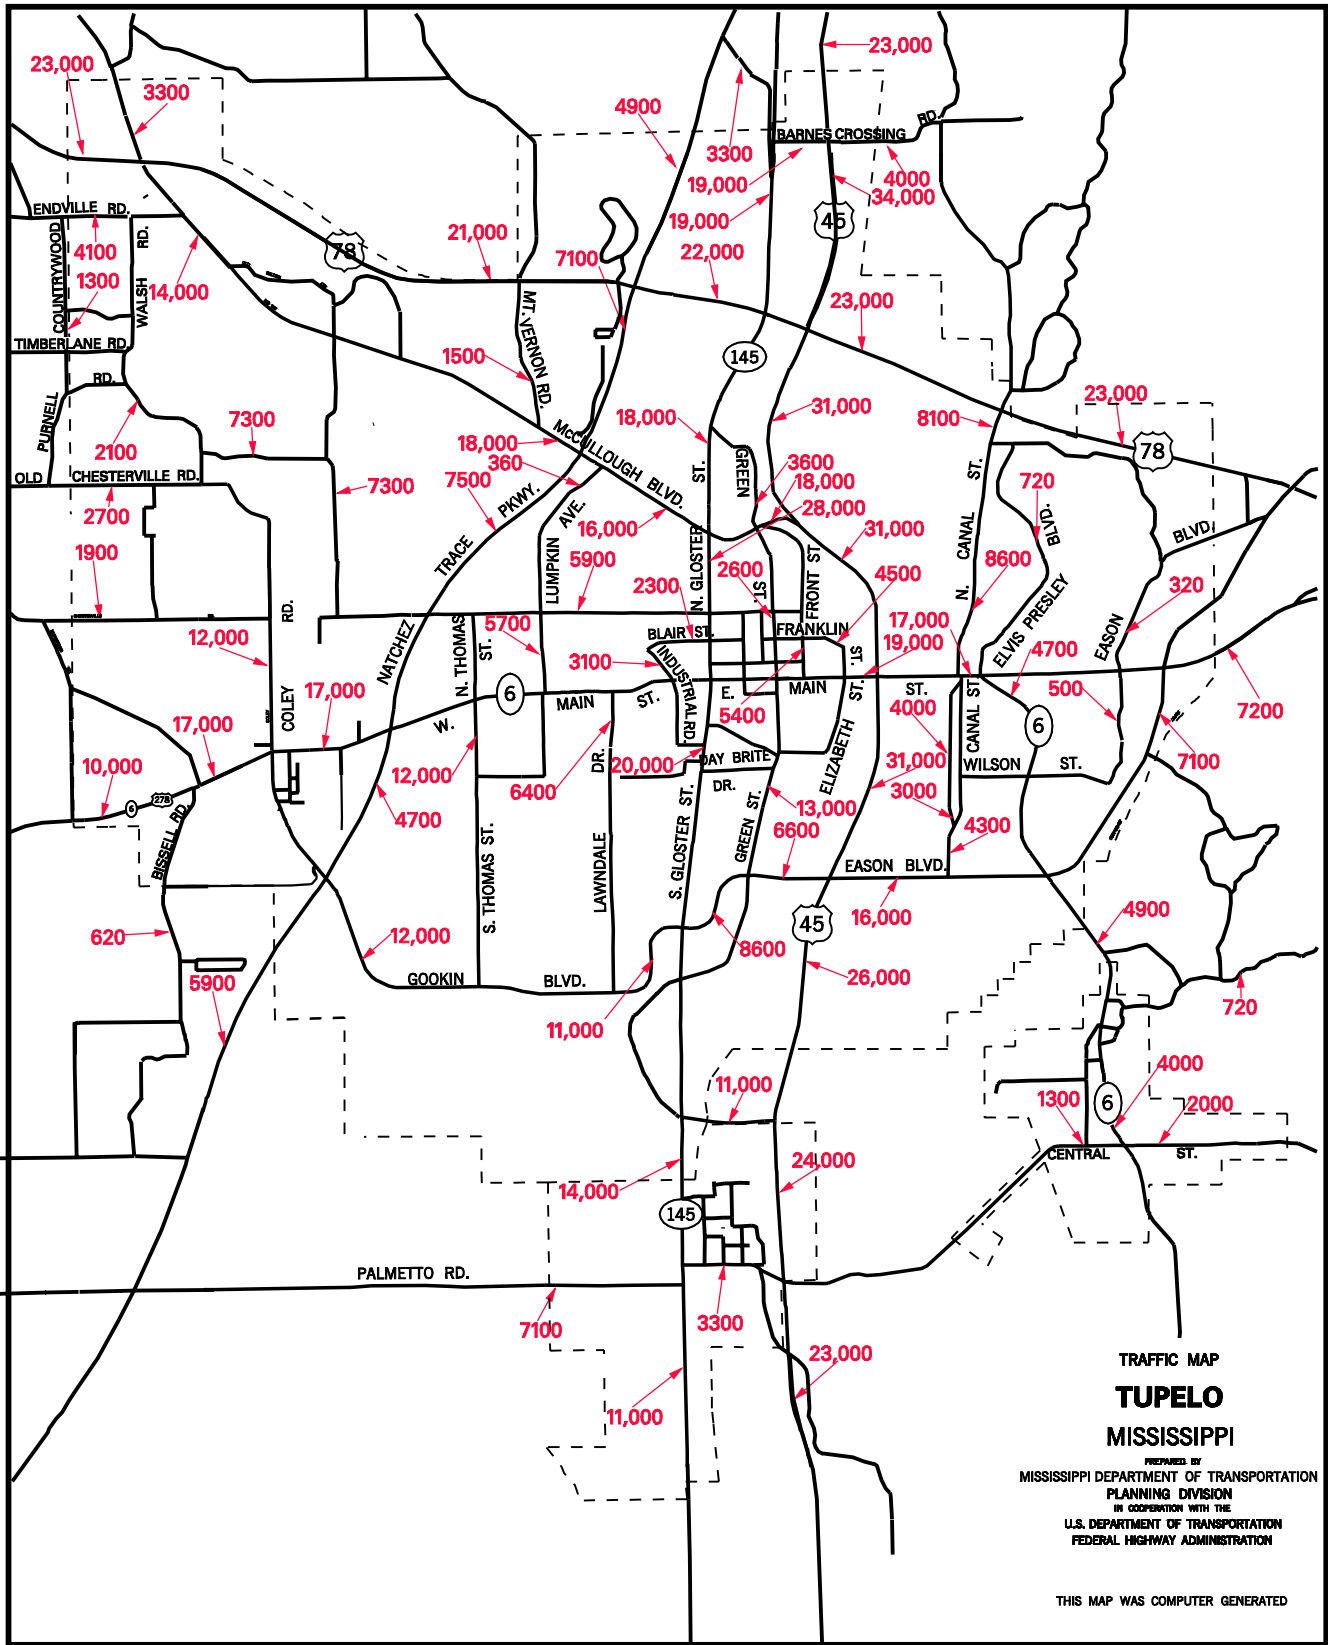 23,000
23,000
3300
4900
3300
BARNES CROSSING RD.
19,000
4000
34,000
ENDVILLE RD.
19,000
45
4100
COUNTRYWOOD
WALSH RD.
78
21,000
7100
22,000
1300
14,000
23,000
TIMBERLANE RD.
MT. VERNON RD.
145
1500
RD.
PURNELL
31,000
8100
23,000
18,000
78
2100
7300
18,000
McCULLOUGH BLVD.
360
GREEN ST.
OLD CHESTERVILLE RD.
7300
7500
3600
18,000
28,000
720
2700
16,000
31,000
BLVD.
1900
NATCHEZ TRACE PKWY.
LUMPKIN AVE.
5900
2600
2300
N. GLOSTER ST.
FRONT ST.
4500
N. CANAL ST.
8600
ELVIS PRESLEY BLVD.
320
EASON
12,000
COLEY RD.
N. THOMAS ST.
5700
BLAIR ST.
FRANKLIN
17,000
19,000
4700
3100
INDUSTRIAL RD.
17,000
6
W. MAIN ST.
E. MAIN ST.
5400
4000
CANAL ST.
500
7200
17,000
6
10,000
12,000
20,000
DAY BRITE DR.
ELIZABETH ST.
31,000
WILSON ST.
7100
6
278
6400
LAWNDALE DR.
13,000
3000
4700
6600
4300
BISSELL RD.
S. THOMAS ST.
S. GLOSTER ST.
GREEN ST.
EASON BLVD.
45
16,000
4900
620
12,000
8600
5900
GOOKIN BLVD.
26,000
720
11,000
4000
11,000
1300
6
2000
CENTRAL ST.
14,000
24,000
145
PALMETTO RD.
7100
3300
23,000
11,000
TRAFFIC MAP
TUPELO
MISSISSIPPI
PREPARED BY
MISSISSIPPI DEPARTMENT OF TRANSPORTATION
PLANNING DIVISION
IN COOPERATION WITH THE
U.S. DEPARTMENT OF TRANSPORTATION
FEDERAL HIGHWAY ADMINISTRATION
THIS MAP WAS COMPUTER GENERATED